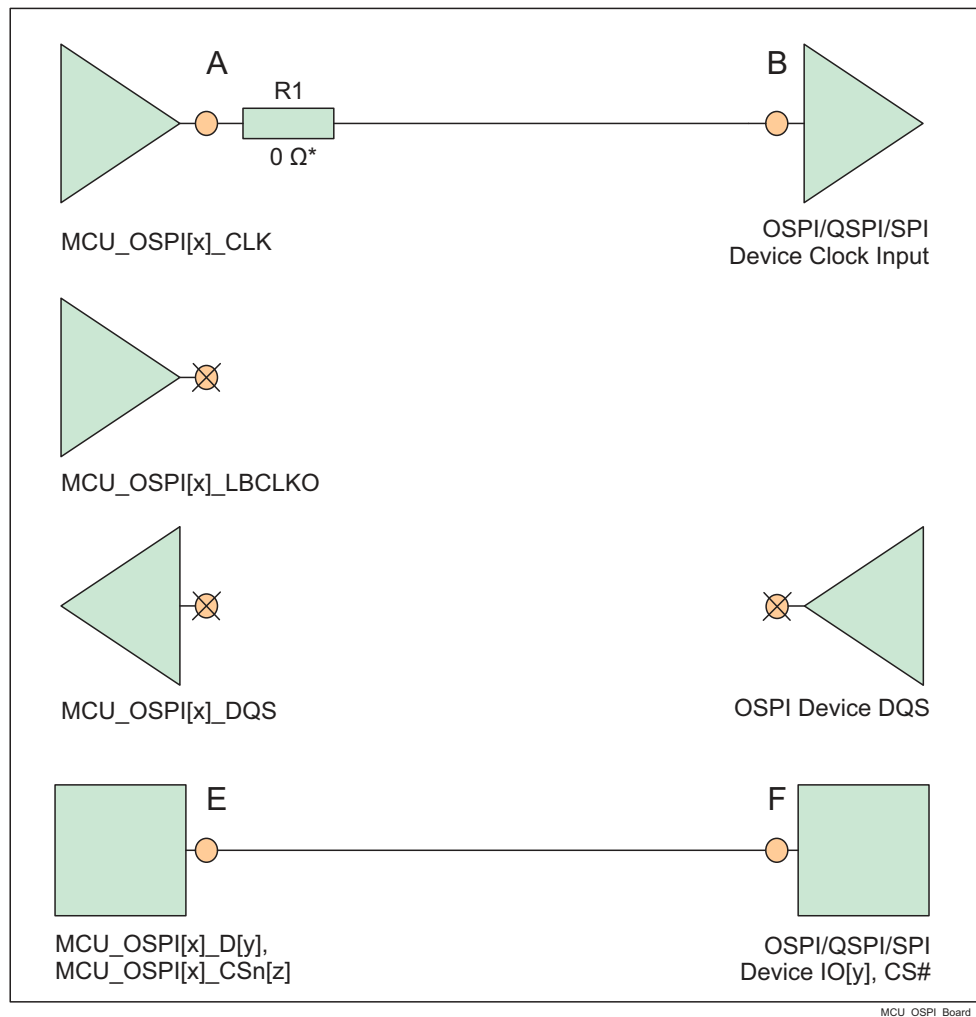 A
B
R1
0 Ω*
MCU_OSPI[x]_CLK
OSPI/QSPI/SPI
Device Clock Input
MCU_OSPI[x]_LBCLKO
MCU_OSPI[x]_DQS
OSPI Device DQS
E
F
MCU_OSPI[x]_D[y],
MCU_OSPI[x]_CSn[z]
OSPI/QSPI/SPI
Device IO[y], CS#
MCU_OSPI_Board